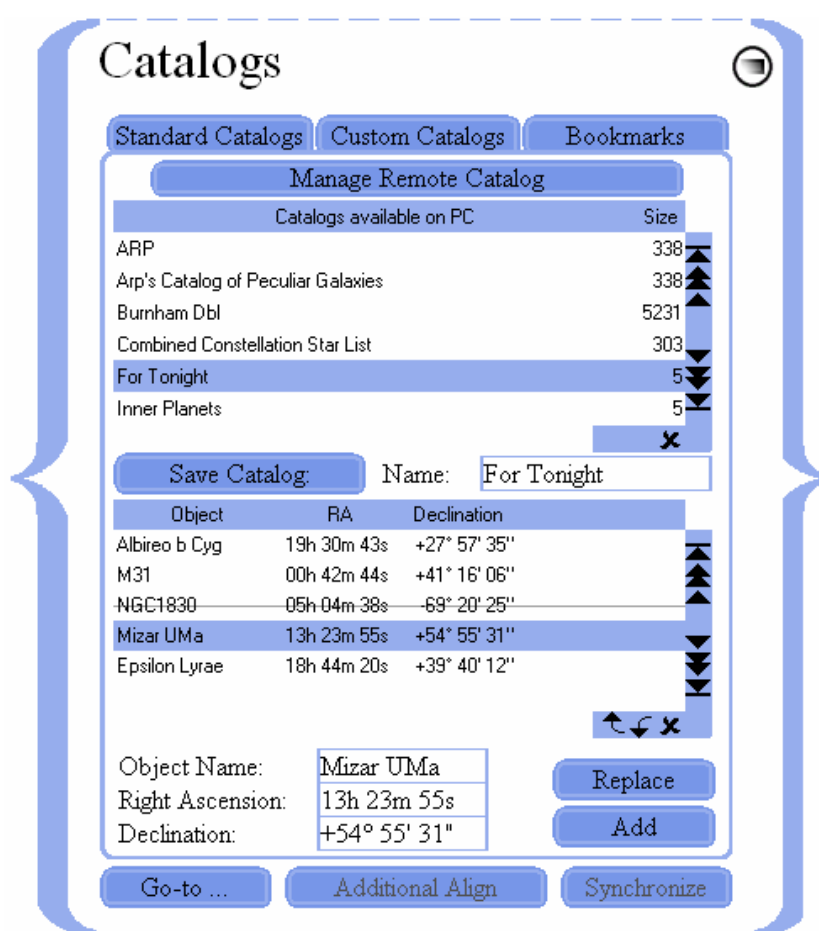 Catalogs
Standard Catalogs Custom Catalogs Bookmarks
Manage Remote Catalog
Catalogs available on PC Size
ARP 338
Arp's Catalog of Peculiar Galaxies 338
Burnham Dbl 5231
Combined Constellation Star List 303
For Tonight 5
Inner Planets 5
Save Catalog: Name: For Tonight
Object RA Declination
Albireo b Cyg 19h 30m 43s +27° 57' 35''
M31 00h 42m 44s +41° 16' 06''
NGC1830 05h 04m 38s -69° 20' 25''
Mizar UMa 13h 23m 55s +54° 55' 31''
Epsilon Lyrae 18h 44m 20s +39° 40' 12''
Object Name: Mizar UMa
Right Ascension: 13h 23m 55s
Declination: +54° 55' 31"
Replace
Add
Go-to ... Additional Align Synchronize